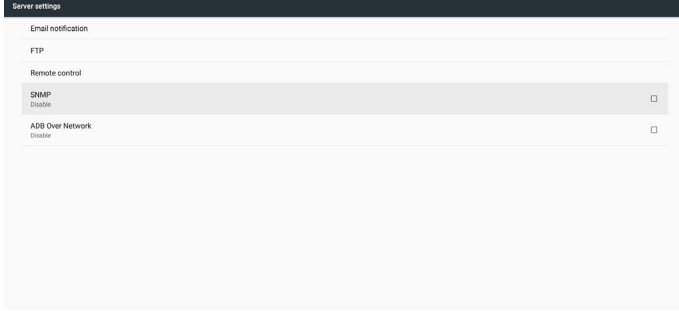 Server settings
Email notification
FTP
Remote control
SNMP
Disable
ADB Over Network
Disable